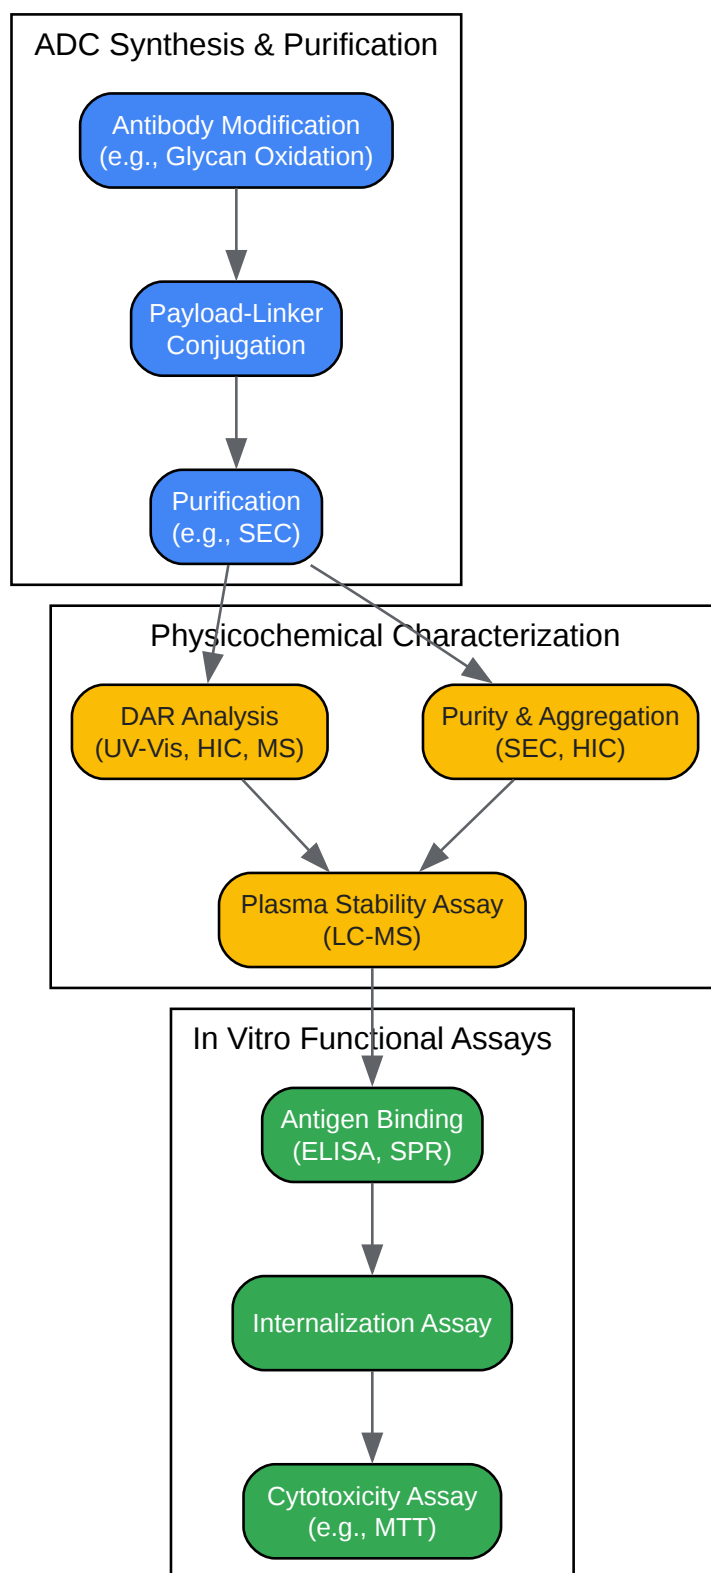 ADC Synthesis & Purification
Antibody Modification
(e.g., Glycan Oxidation)
Payload-Linker
Conjugation
Purification
(e.g., SEC)
Physicochemical Characterization
DAR Analysis
(UV-Vis, HIC, MS)
Purity & Aggregation
(SEC, HIC)
Plasma Stability Assay
(LC-MS)
In Vitro Functional Assays
Antigen Binding
(ELISA, SPR)
Internalization Assay
Cytotoxicity Assay
(e.g., MTT)